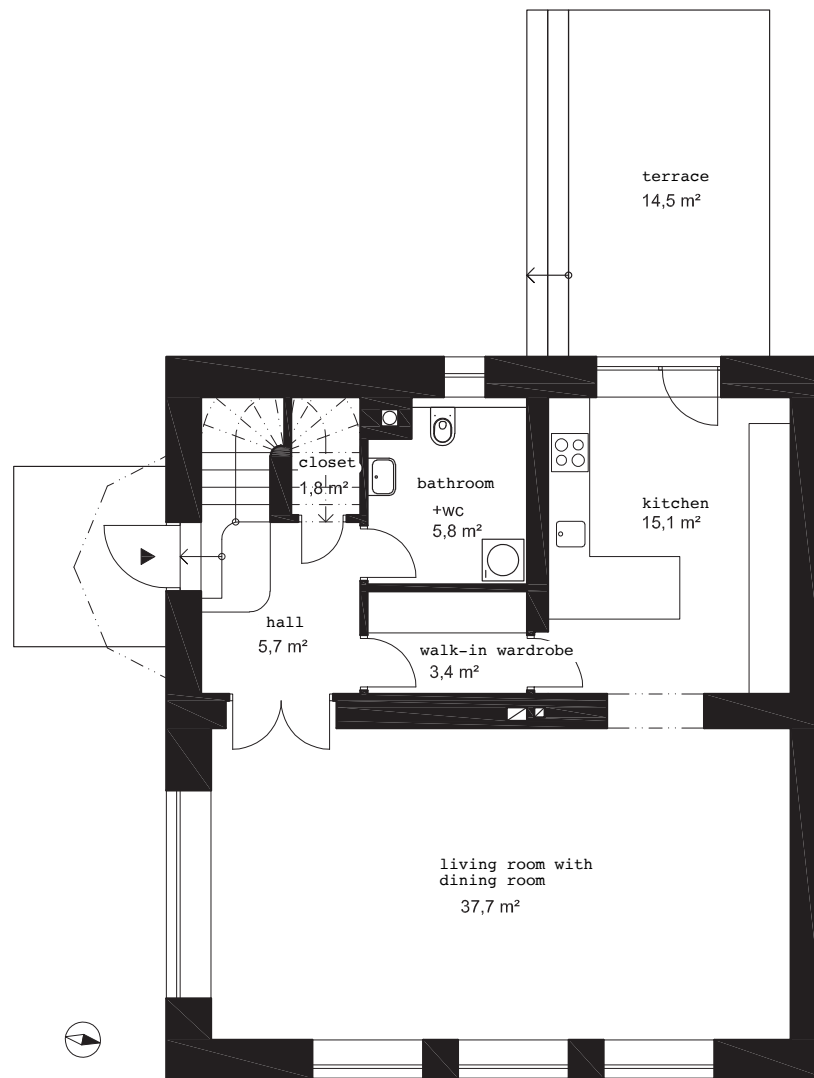 terrace
14,5 m²
closet
1,8 m²
bathroom
+wc
5,8 m²
kitchen
15,1 m²
hall
5,7 m²
walk-in wardrobe
3,4 m²
living room with
dining room
37,7 m²